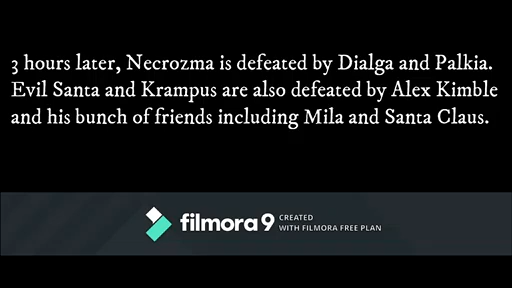 3 hours later, Necrozma is defeated by Dialga and Palkia.
Evil Santa and Krampus are also defeated by Alex Kimble
and his bunch of friends including Mila and Santa Claus.
filmora9 CREATED
WITH FILMORA FREE PLAN